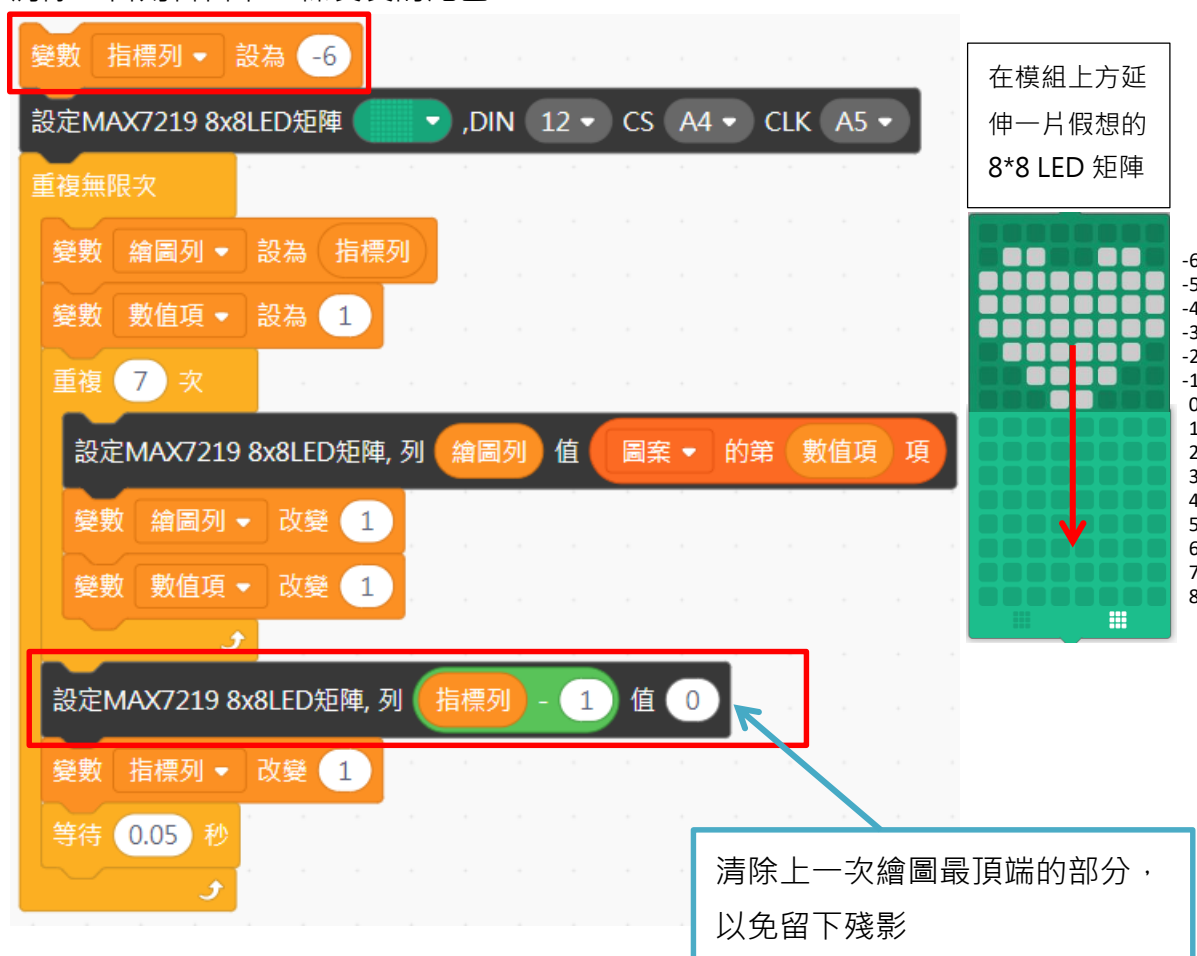 變數 指標列 設為 -6
設定MAX7219 8x8LED矩陣 ,DIN 12 CS A4 CLK A5
重複無限次
變數 繪圖列 設為 指標列
變數 數值項 設為 1
重複 7 次
設定MAX7219 8x8LED矩陣, 列 繪圖列 值 圖案 的第 數值項 項
變數 繪圖列 改變 1
變數 數值項 改變 1
設定MAX7219 8x8LED矩陣, 列 指標列 - 1 值 0
變數 指標列 改變 1
等待 0.05 秒
清除上一次繪圖最頂端的部分，
以免留下殘影
在模組上方延
伸一片假想的
8*8 LED 矩陣
-6
-5
-4
-3
-2
-1
0
1
2
3
4
5
6
7
8